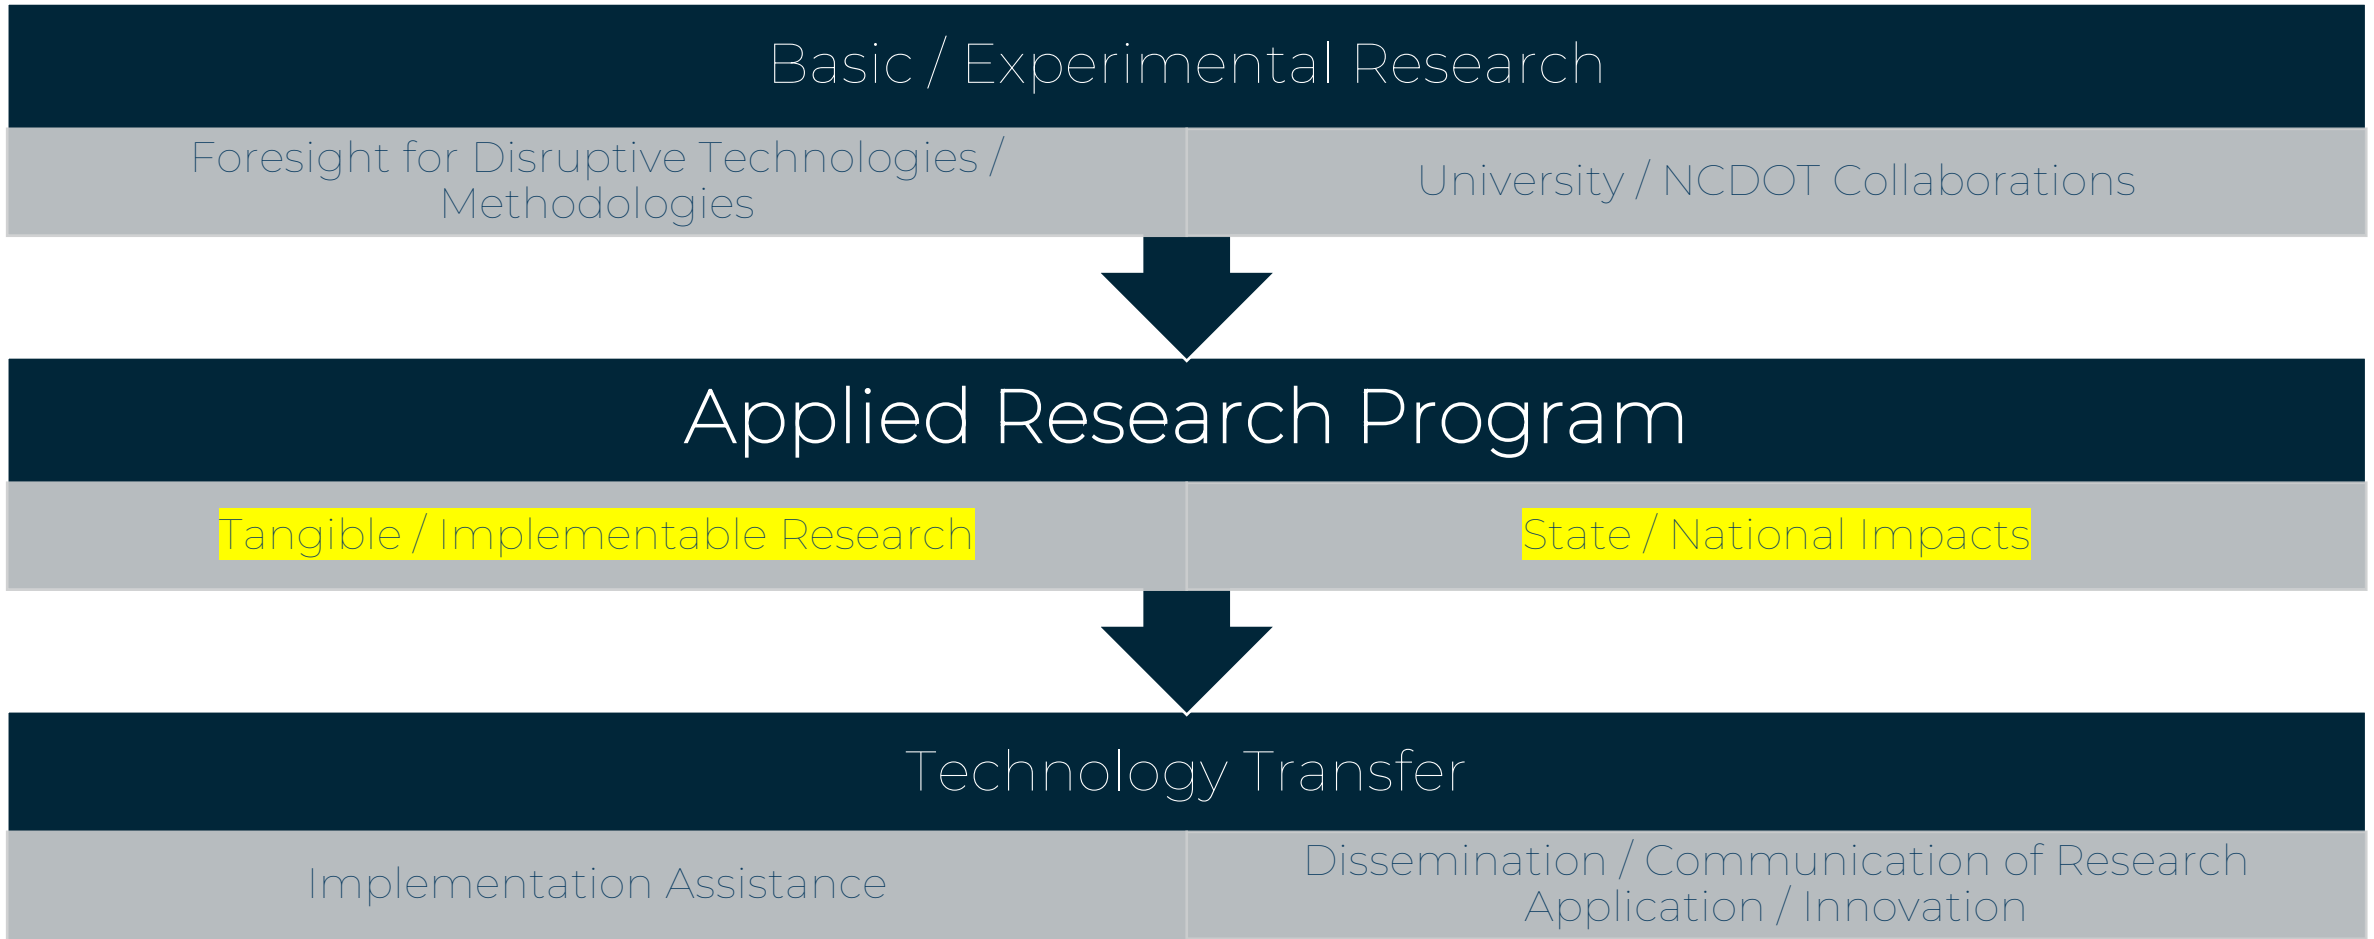 Basic / Experimental Research
Foresight for Disruptive Technologies /
Methodologies
University / NCDOT Collaborations
Applied Research Program
Tangible / Implementable Research
State / National Impacts
Technology Transfer
Implementation Assistance
Dissemination / Communication of Research
Application / Innovation